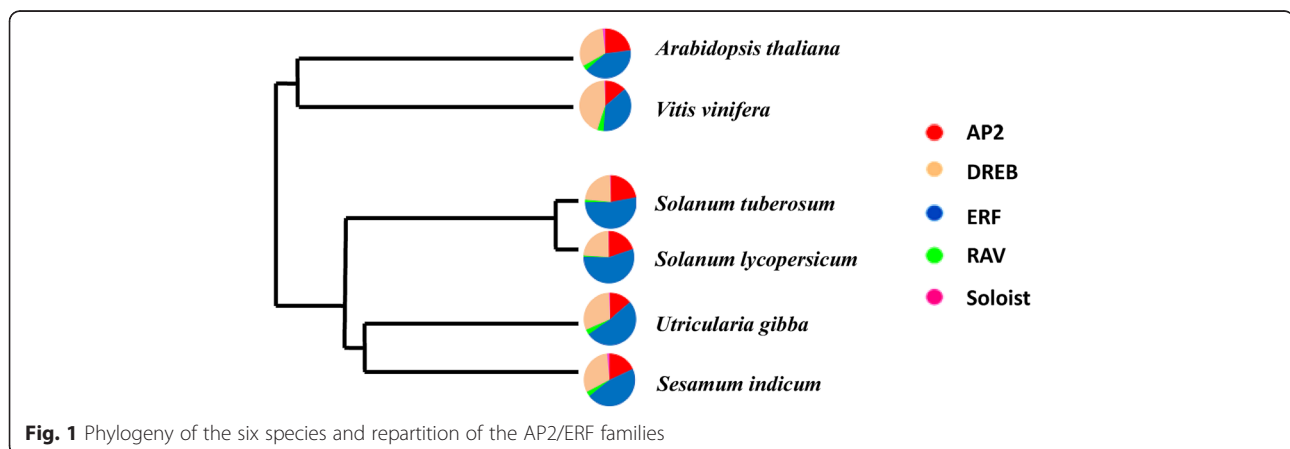 Arabidopsis thaliana
Vitis vinifera
Solanum tuberosum
Solanum lycopersicum
Utricularia gibba
Sesamum indicum
AP2
DREB
ERF
RAV
Soloist
Fig. 1 Phylogeny of the six species and repartition of the AP2/ERF families